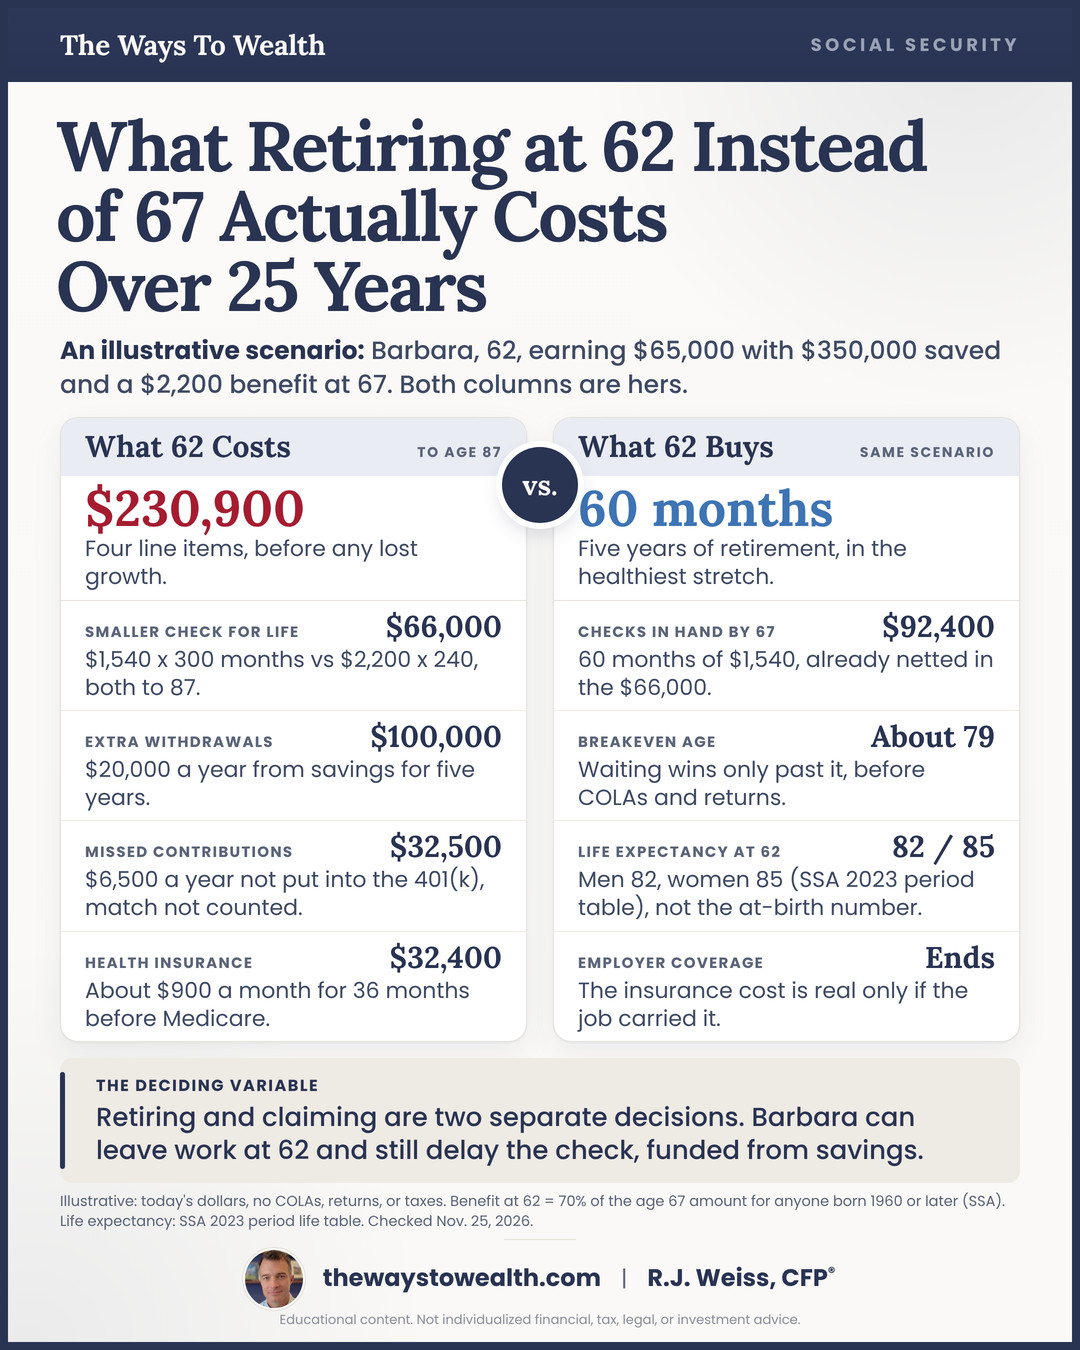 The Ways To Wealth
SOCIAL SECURITY
What Retiring at 62 Instead
of 67 Actually Costs
Over 25 Years
An illustrative scenario: Barbara, 62, earning $65,000 with $350,000 saved
and a $2,200 benefit at 67. Both columns are hers.
What 62 Costs
TO AGE 87
$230,900
Four line items, before any lost
growth.
SMALLER CHECK FOR LIFE
$66,000
$1,540 x 300 months vs $2,200 x 240,
both to 87.
EXTRA WITHDRAWALS
$100,000
$20,000 a year from savings for five
years.
MISSED CONTRIBUTIONS
$32,500
$6,500 a year not put into the 401(k),
match not counted.
HEALTH INSURANCE
$32,400
About $900 a month for 36 months
before Medicare.
vs.
What 62 Buys
SAME SCENARIO
60 months
Five years of retirement, in the
healthiest stretch.
CHECKS IN HAND BY 67
$92,400
60 months of $1,540, already netted in
the $66,000.
BREAKEVEN AGE
About 79
Waiting wins only past it, before
COLAs and returns.
LIFE EXPECTANCY AT 62
82 / 85
Men 82, women 85 (SSA 2023 period
table), not the at-birth number.
EMPLOYER COVERAGE
Ends
The insurance cost is real only if the
job carried it.
THE DECIDING VARIABLE
Retiring and claiming are two separate decisions. Barbara can
leave work at 62 and still delay the check, funded from savings.
Illustrative: today's dollars, no COLAs, returns, or taxes. Benefit at 62 = 70% of the age 67 amount for anyone born 1960 or later (SSA).
Life expectancy: SSA 2023 period life table. Checked Nov. 25, 2026.
thewaystowealth.com | R.J. Weiss, CFP®
Educational content. Not individualized financial, tax, legal, or investment advice.